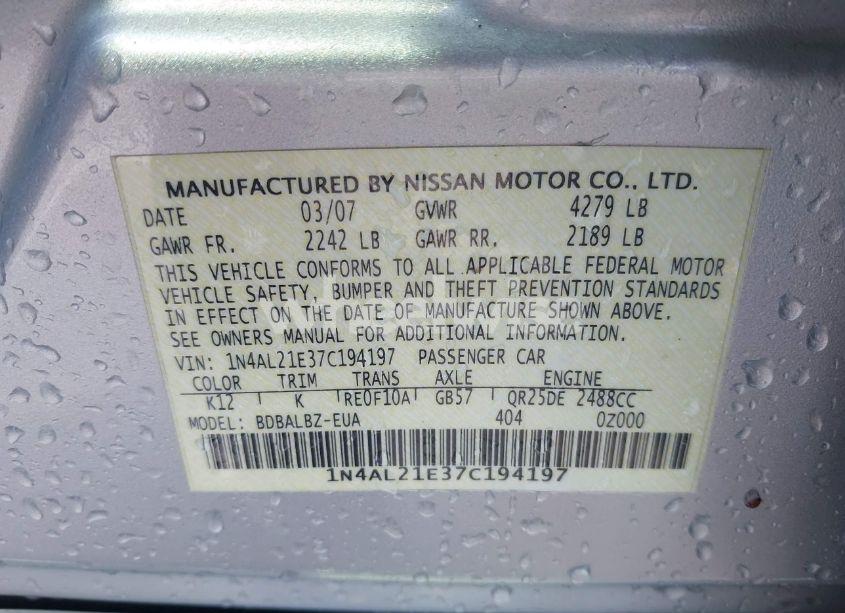 MANUFACTURED BY NISSAN MOTOR CO., LTD.
DATE 03/07 GVWR 4279 LB
GAWR FR. 2242 LB GAWR RR. 2189 LB
THIS VEHICLE CONFORMS TO ALL APPLICABLE FEDERAL MOTOR
VEHICLE SAFETY, BUMPER AND THEFT PREVENTION STANDARDS
IN EFFECT ON THE DATE OF MANUFACTURE SHOWN ABOVE.
SEE OWNERS MANUAL FOR ADDITIONAL INFORMATION.
VIN: 1N4AL21E37C194197 PASSENGER CAR
COLOR TRIM TRANS AXLE ENGINE
K12 K RE0F10A GB57 QR25DE 2488CC
MODEL: BDBALBZ-EUA 404 0Z000
1N4AL21E37C194197